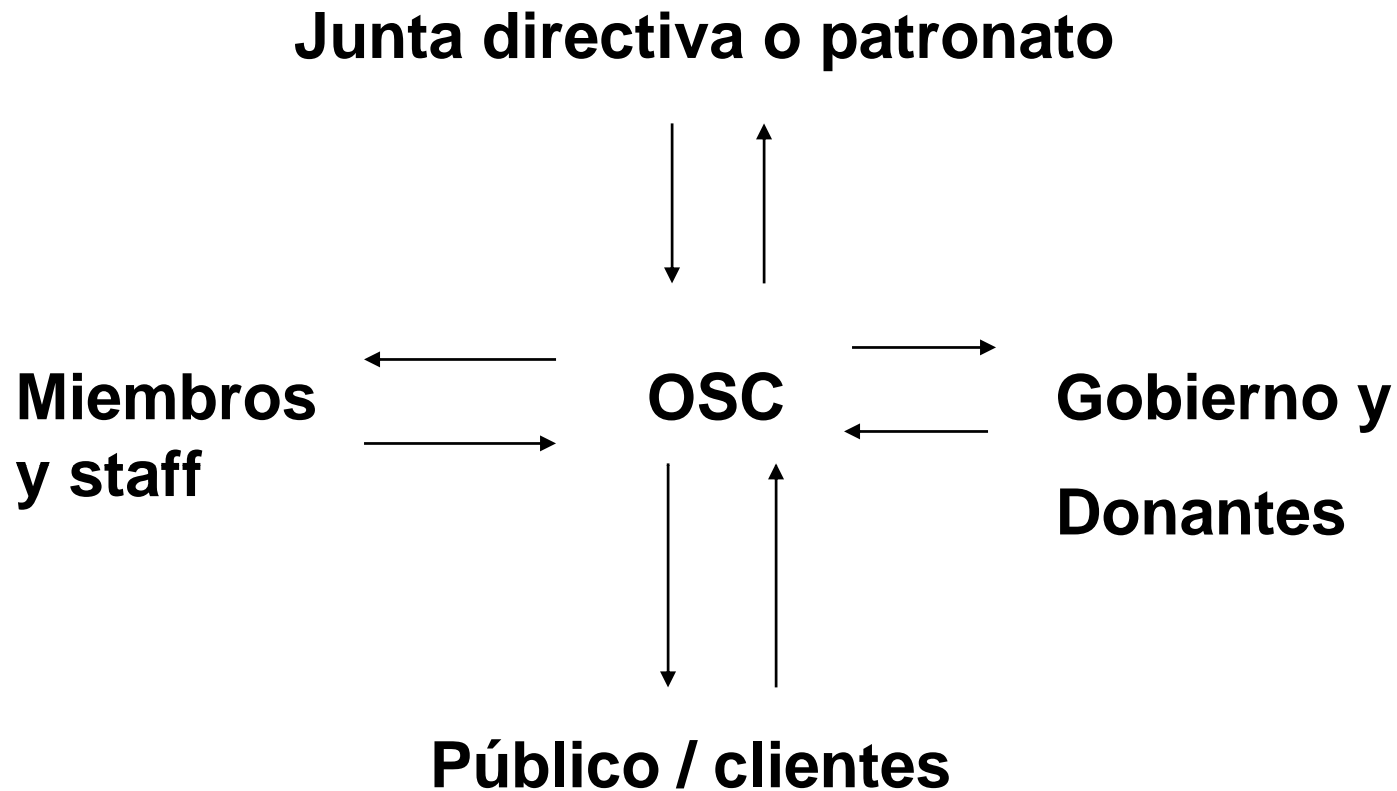 Junta directiva o patronato
Miembros
y staff
OSC
Gobierno y
Donantes
Público / clientes